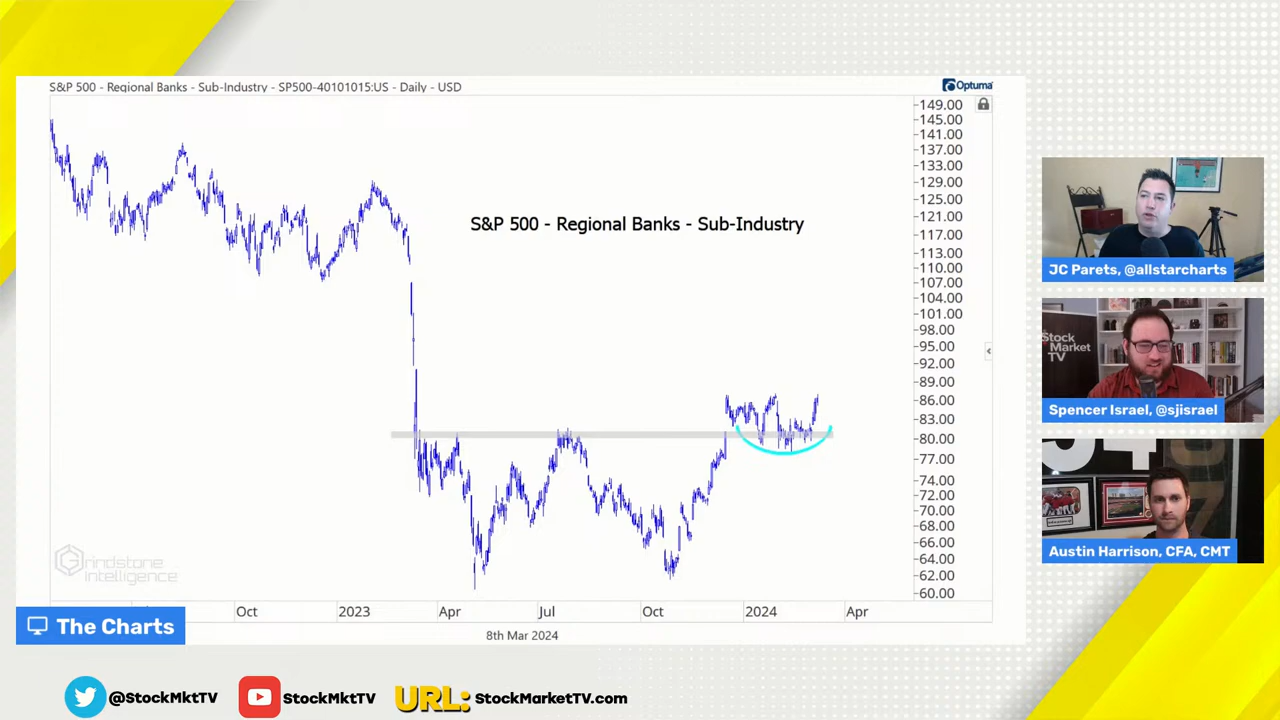 S&P 500 - Regional Banks - Sub-Industry - SP500-40101015:US - Daily - USD
Optuma
149.00
145.00
141.00
137.00
133.00
129.00
125.00
121.00
117.00
113.00
110.00
107.00
104.00
101.00
98.00
95.00
92.00
89.00
86.00
83.00
80.00
77.00
74.00
72.00
70.00
68.00
66.00
64.00
62.00
60.00
S&P 500 - Regional Banks - Sub-Industry
Grindstone
Intelligence
Oct 2023 Apr Jul Oct 2024 Apr
8th Mar 2024
The Charts
JC Parets, @allstarcharts
Stock
Market
TV
Spencer Israel, @sjisrael
Austin Harrison, CFA, CMT
@StockMktTV
StockMktTV
URL: StockMarketTV.com